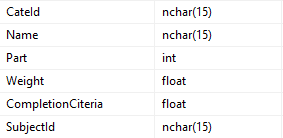 CateId nchar(15)
Name nchar(15)
Part int
Weight float
CompletionCiteria float
SubjectId nchar(15)